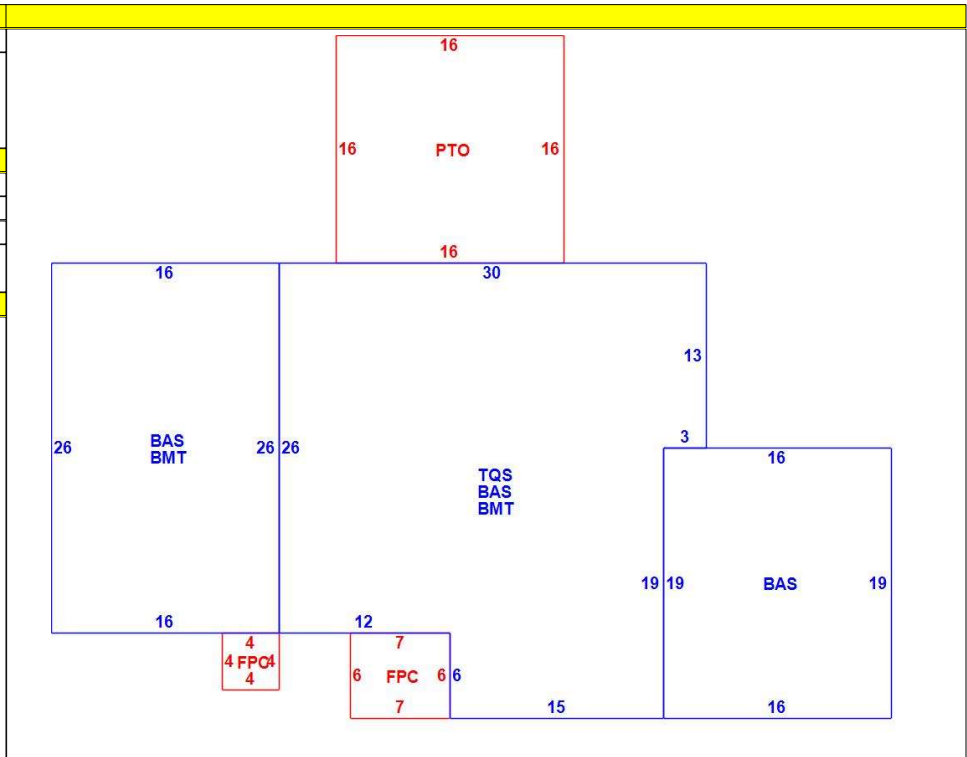 16
16 PTO 16
16
16 30
13
3
16
26 BAS 26 26
BMT
TQS
BAS
BMT
19 19 BAS 19
16 12
4 7
4 FPC 4 6 FPC 6 6
4 7
15 16